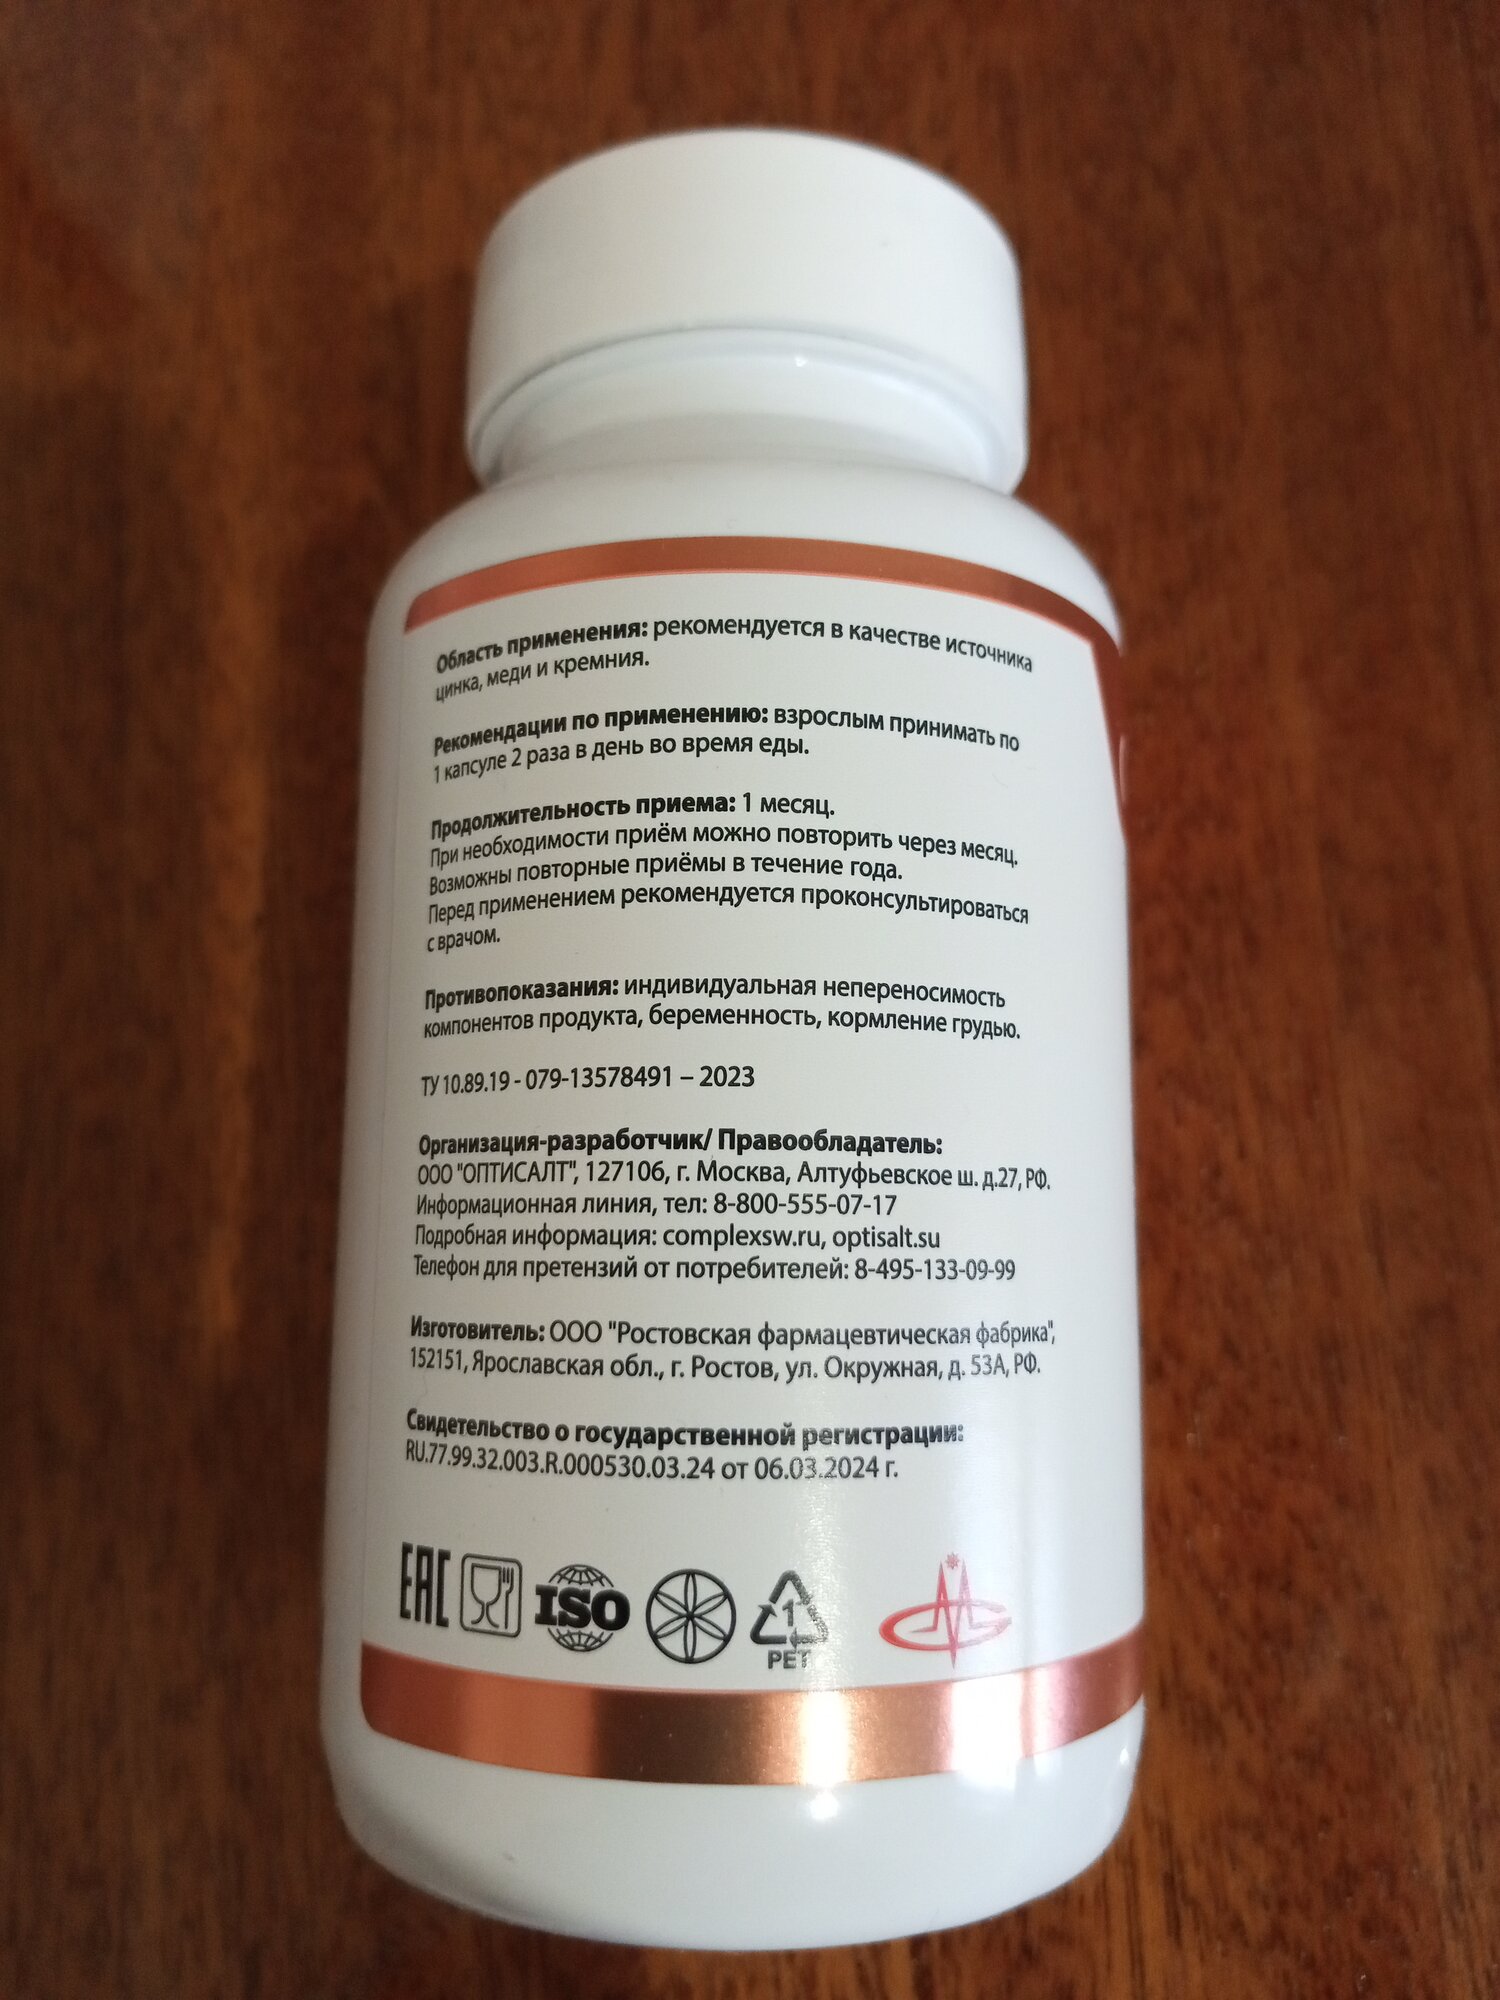 Область применения: рекомендуется в качестве источника
цинка, меди и кремния.
Рекомендации по применению: взрослым принимать по
1 капсуле 2 раза в день во время еды.
Продолжительность приема: 1 месяц.
При необходимости приём можно повторить через месяц.
Возможны повторные приёмы в течение года.
Перед применением рекомендуется проконсультироваться
с врачом.
Противопоказания: индивидуальная непереносимость
компонентов продукта, беременность, кормление грудью.
ТУ 10.89.19 - 079-13578491 – 2023
Организация-разработчик/ Правообладатель:
ООО "ОПТИСАЛТ", 127106, г. Москва, Алтуфьевское ш. д.27, РФ.
Информационная линия, тел: 8-800-555-07-17
Подробная информация: complexsw.ru, optisalt.su
Телефон для претензий от потребителей: 8-495-133-09-99
Изготовитель: ООО "Ростовская фармацевтическая фабрика",
152151, Ярославская обл., г. Ростов, ул. Окружная, д. 53А, РФ.
Свидетельство о государственной регистрации:
RU.77.99.32.003.R.000530.03.24 от 06.03.2024 г.
EAC ISO 1
PET